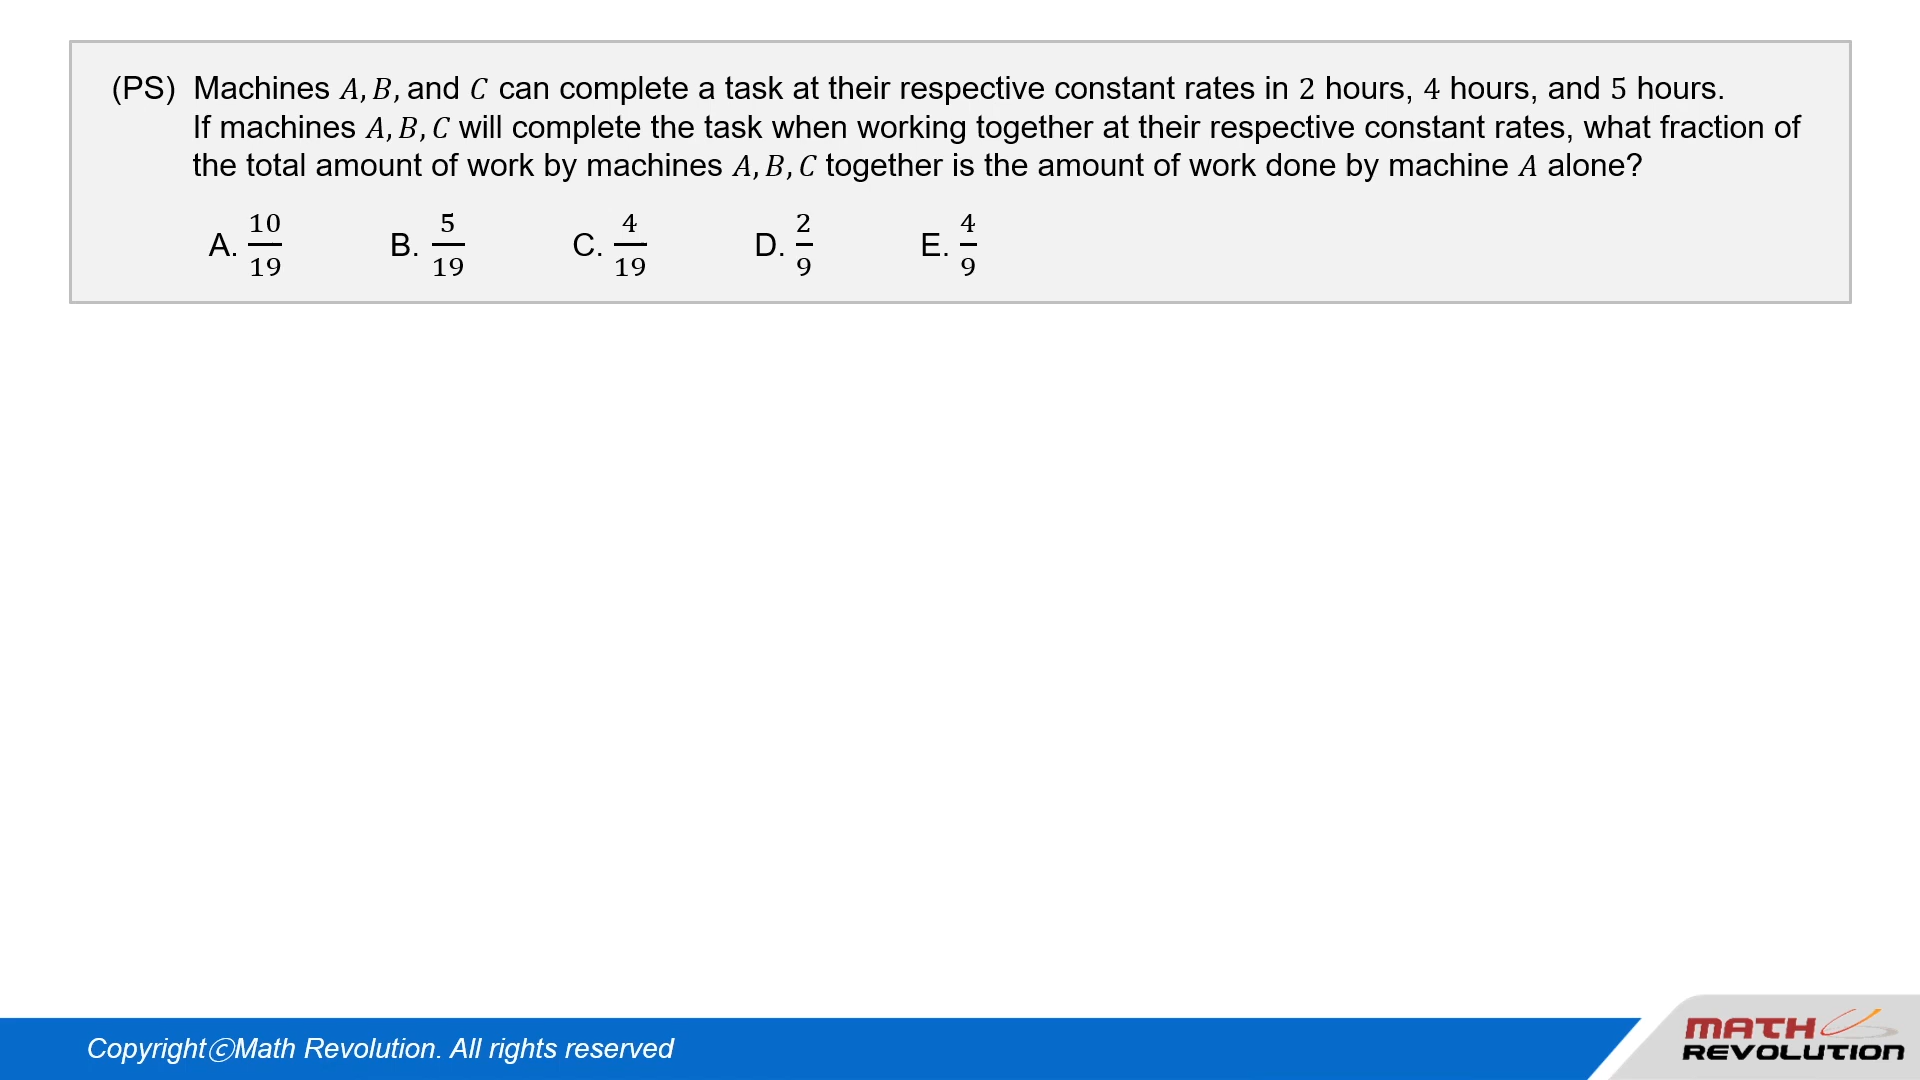 (PS) Machines A, B, and C can complete a task at their respective constant rates in 2 hours, 4 hours, and 5 hours.
If machines A, B, C will complete the task when working together at their respective constant rates, what fraction of
the total amount of work by machines A, B, C together is the amount of work done by machine A alone?
A. 10/19 B. 5/19 C. 4/19 D. 2/9 E. 4/9
CopyrightⓒMath Revolution. All rights reserved
MATH
REVOLUTION